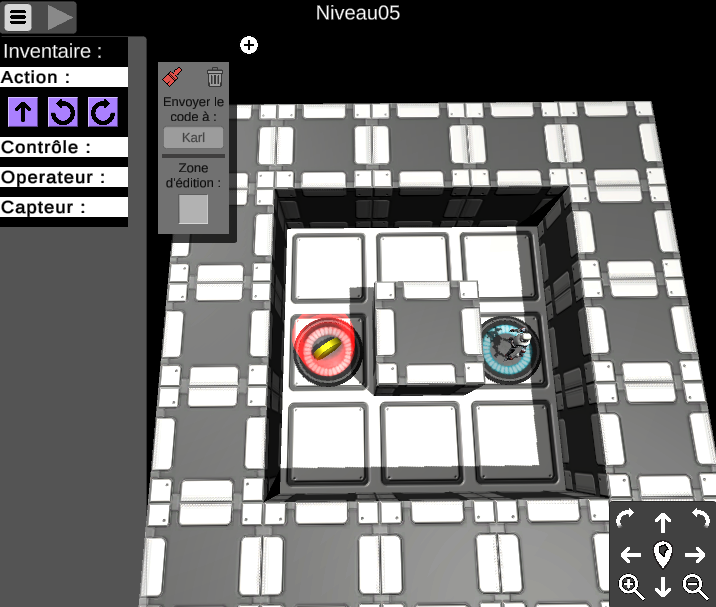 Niveau05
Inventaire :
Action :
Contrôle :
Operateur :
Capteur :
Envoyer le
code à :
Karl
Zone
d'édition :